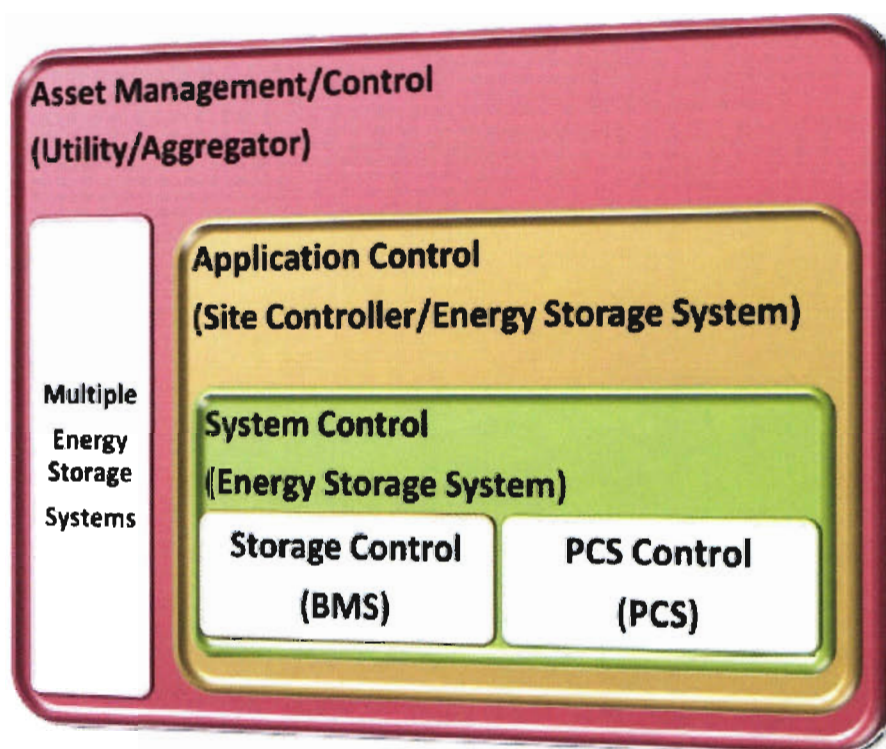 Asset Management/Control
(Utility/Aggregator)
Application Control
(Site Controller/Energy Storage System)
Multiple
Energy
Storage
Systems
System Control
(Energy Storage System)
Storage Control
(BMS)
PCS Control
(PCS)